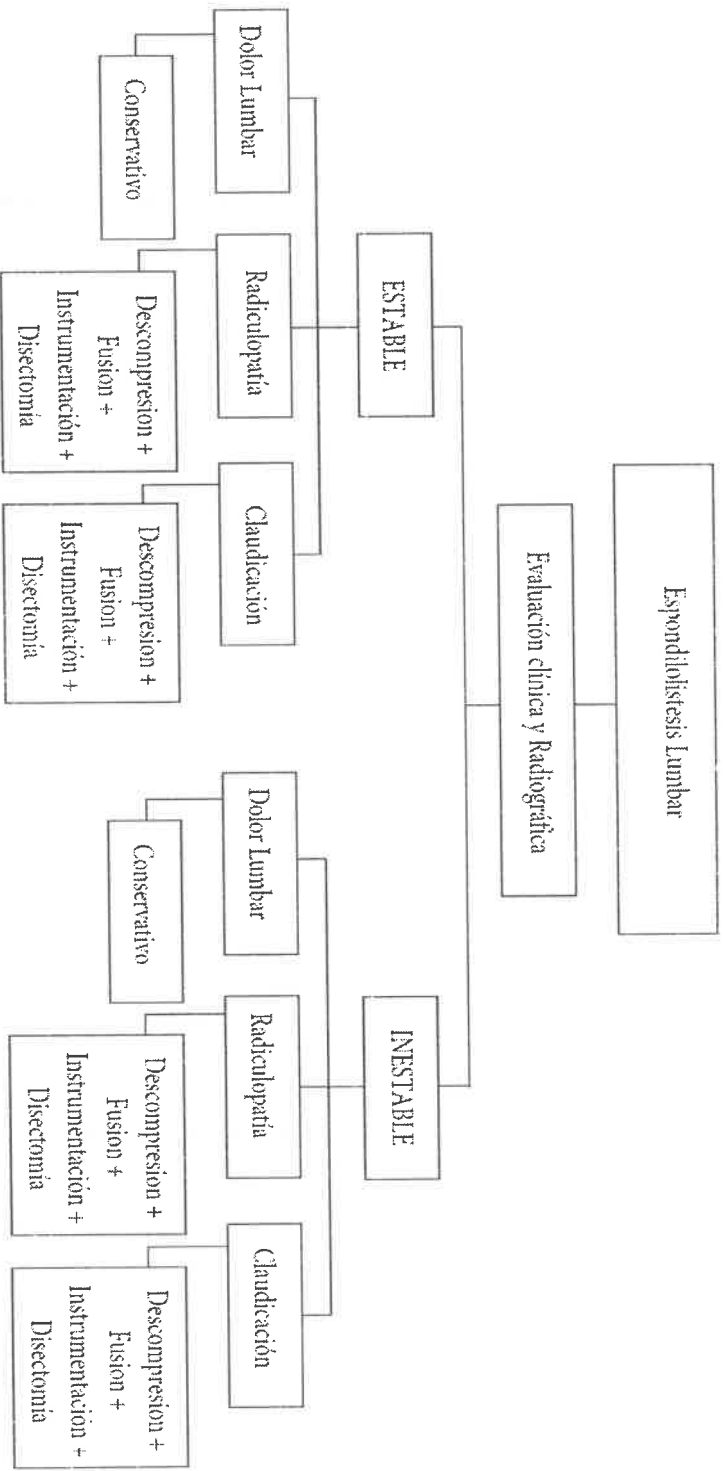 Espondilolistesis Lumbar
Evaluación clínica y Radiográfica
ESTABLE
Dolor Lumbar
Conservativo
Radiculopatía
Descompresion +
Fusion +
Instrumentación +
Disectomía
Claudicación
Descompresion +
Fusion +
Instrumentación +
Disectomía
INESTABLE
Dolor Lumbar
Conservativo
Radiculopatía
Descompresion +
Fusion +
Instrumentación +
Disectomía
Claudicación
Descompresion +
Fusion +
Instrumentación +
Disectomía